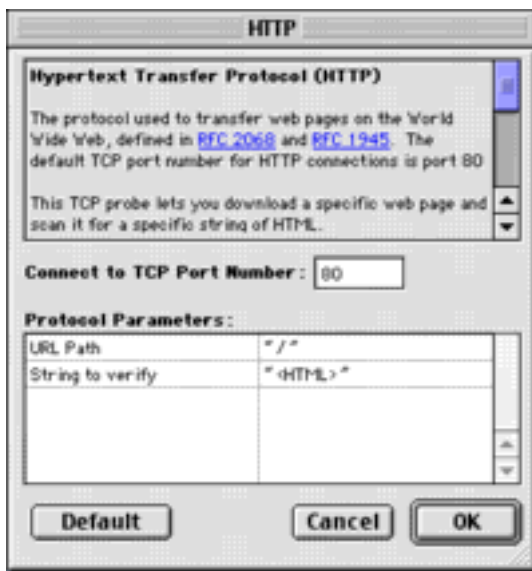 HTTP
Hypertext Transfer Protocol (HTTP)
The protocol used to transfer web pages on the World
Wide Web, defined in RFC 2068 and RFC 1945. The
default TCP port number for HTTP connections is port 80
This TCP probe lets you download a specific web page and
scan it for a specific string of HTML.
Connect to TCP Port Number: 80
Protocol Parameters:
URL Path "/"
String to verify "<HTML>"
Default Cancel OK